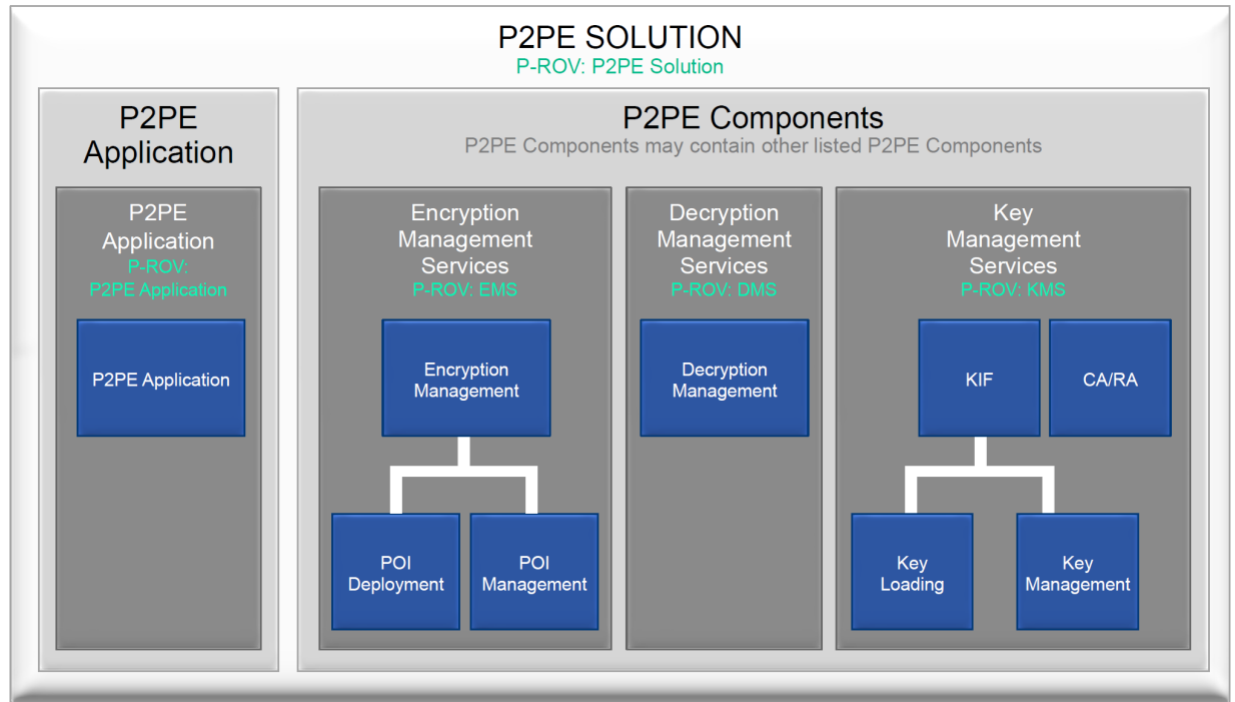 P2PE SOLUTION
P-ROV: P2PE Solution
P2PE
Application
P2PE
Application
P-ROV:
P2PE Application
P2PE Application
P2PE Components
P2PE Components may contain other listed P2PE Components
Encryption
Management
Services
P-ROV: EMS
Encryption
Management
POI
Deployment
POI
Management
Decryption
Management
Services
P-ROV: DMS
Decryption
Management
Key
Management
Services
P-ROV: KMS
KIF
CA/RA
Key
Loading
Key
Management